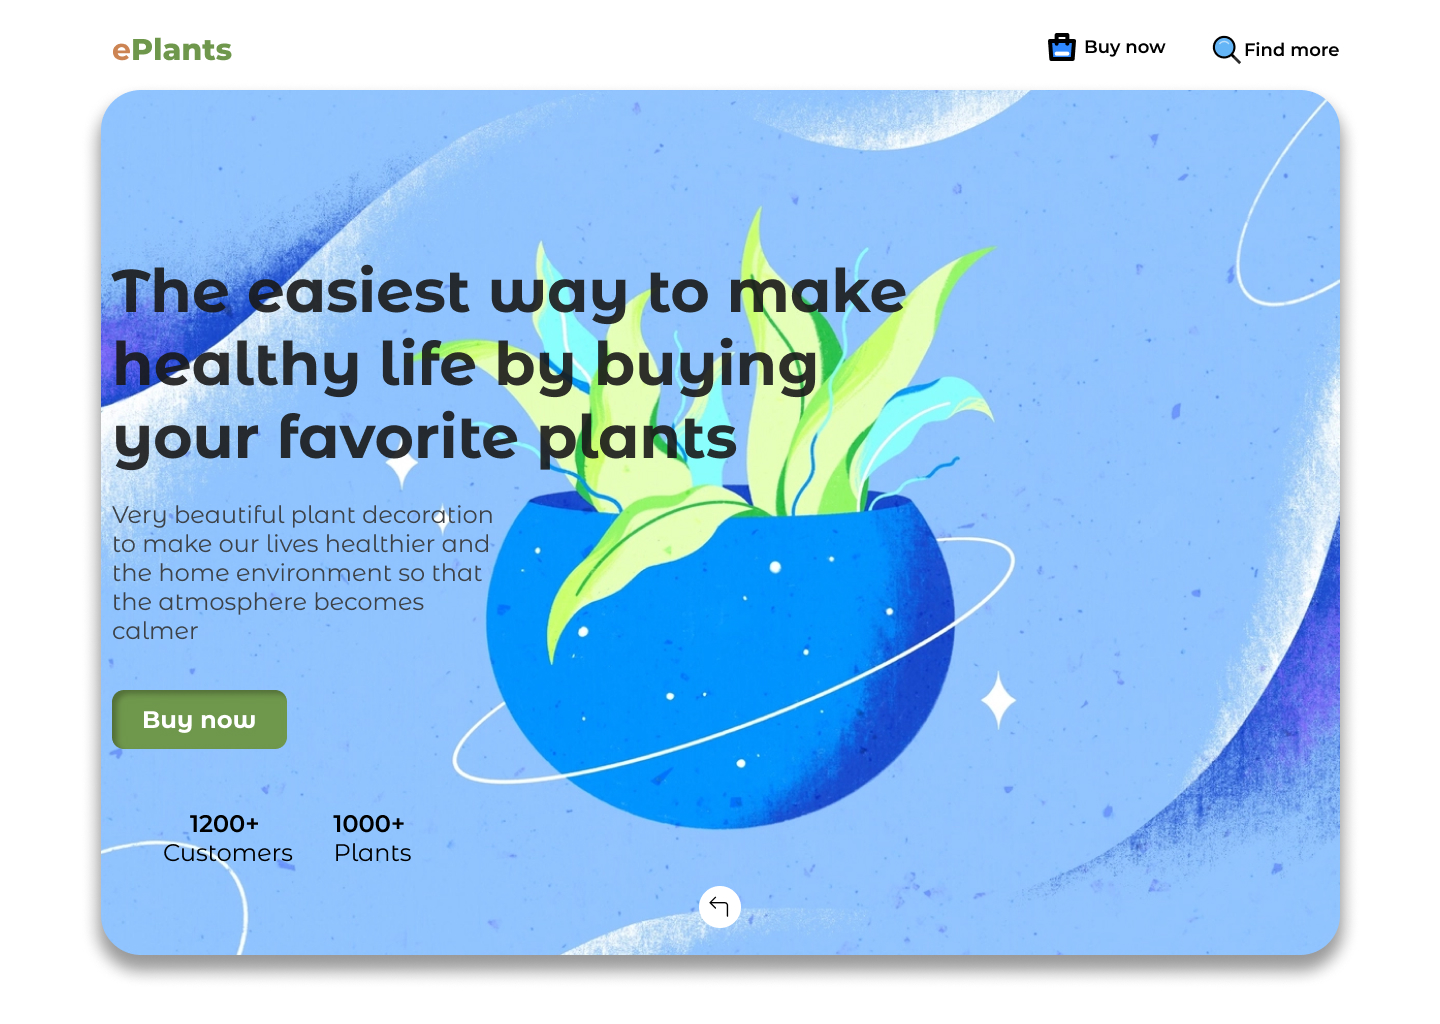 ePlants
Buy now
Find more
The easiest way to make
healthy life by buying
your favorite plants
Very beautiful plant decoration
to make our lives healthier and
the home environment so that
the atmosphere becomes
calmer
Buy now
1200+
Customers
1000+
Plants